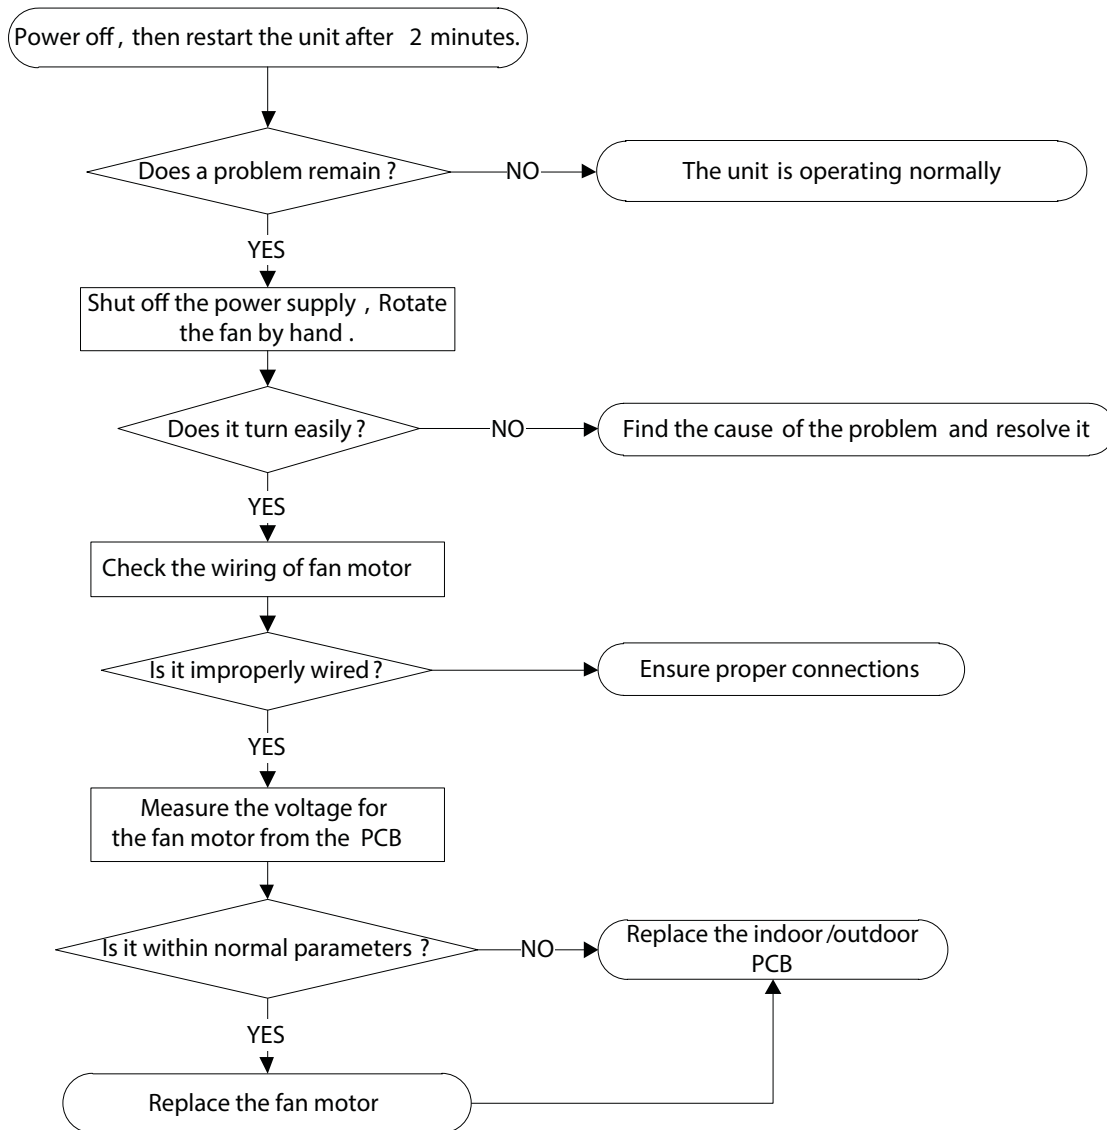 Power off, then restart the unit after 2 minutes.
Does a problem remain?
NO
The unit is operating normally
YES
Shut off the power supply, Rotate
the fan by hand.
Does it turn easily?
NO
Find the cause of the problem and resolve it
YES
Check the wiring of fan motor
Is it improperly wired?
Ensure proper connections
YES
Measure the voltage for
the fan motor from the PCB
Is it within normal parameters?
NO
Replace the indoor/outdoor
PCB
YES
Replace the fan motor